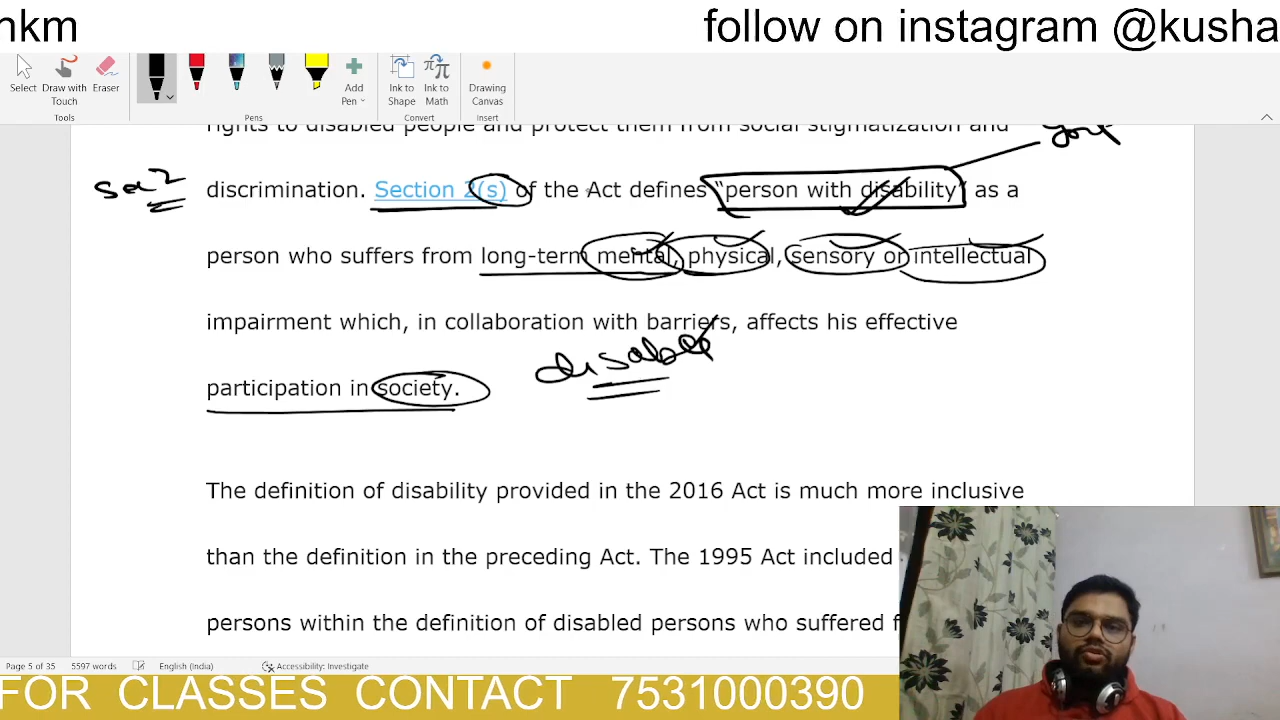 nkm
follow on instagram @kusha
Select
Draw with Touch
Eraser
Add Pen
Ink to Shape
Ink to Math
Drawing Canvas
Tools
Pens
Convert
Insert
rights to disabled people and protect them from social stigmatization and
discrimination. Section 2(s) of the Act defines “person with disability” as a
person who suffers from long-term mental, physical, sensory or intellectual
impairment which, in collaboration with barriers, affects his effective
disabled
participation in society.
The definition of disability provided in the 2016 Act is much more inclusive
than the definition in the preceding Act. The 1995 Act included
persons within the definition of disabled persons who suffered f
Page 5 of 35
5597 words
English (India)
Accessibility: Investigate
FOR CLASSES CONTACT 7531000390